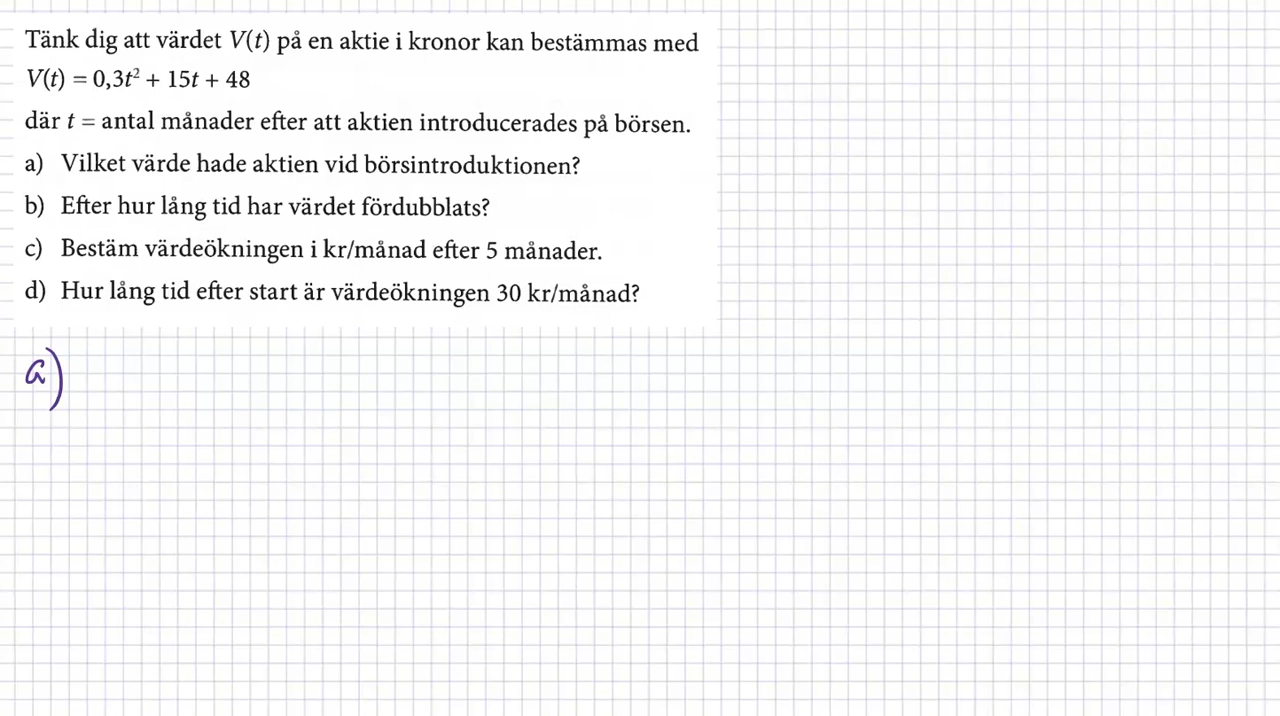 Tänk dig att värdet V(t) på en aktie i kronor kan bestämmas med
V(t) = 0,3t² + 15t + 48
där t = antal månader efter att aktien introducerades på börsen.
a) Vilket värde hade aktien vid börsintroduktionen?
b) Efter hur lång tid har värdet fördubblats?
c) Bestäm värdeökningen i kr/månad efter 5 månader.
d) Hur lång tid efter start är värdeökningen 30 kr/månad?
a)